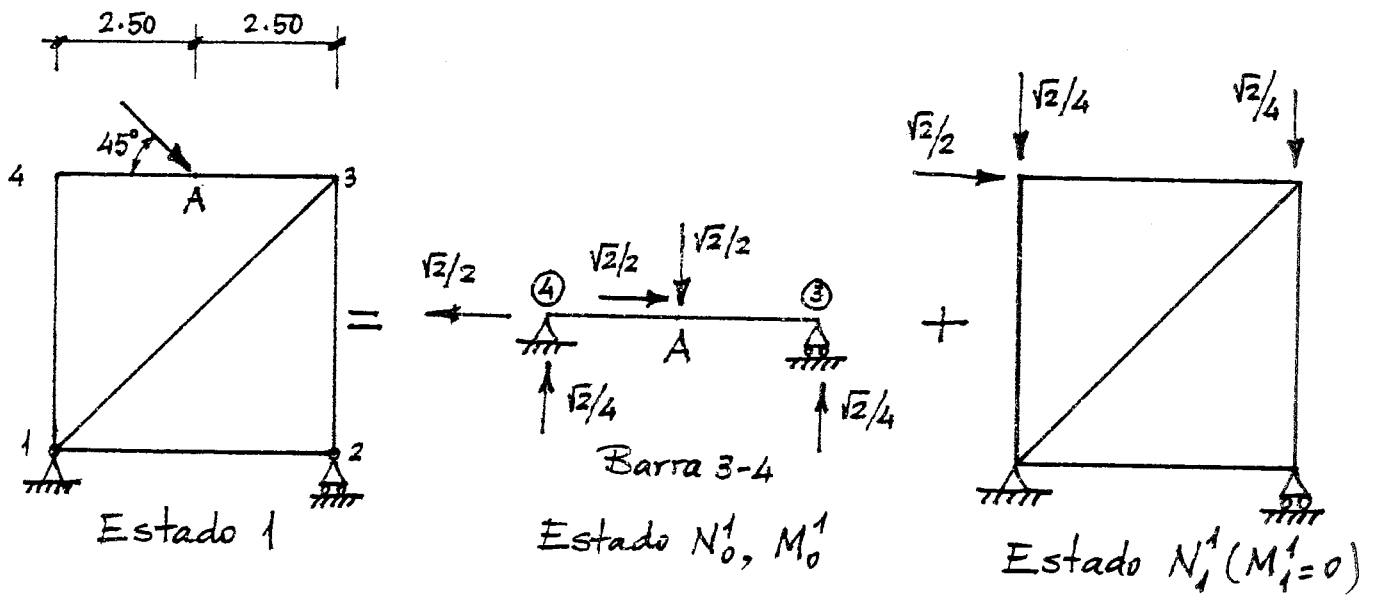 2.50 2.50
45°
4 A 3
1 2
Estado 1
=
√2/2
√2/2
√2/2
④ ③
A
√2/4 √2/4
Barra 3-4
Estado N₀¹, M₀¹
+
√2/4 √2/4
√2/2
Estado N₁¹ (M₁¹=0)